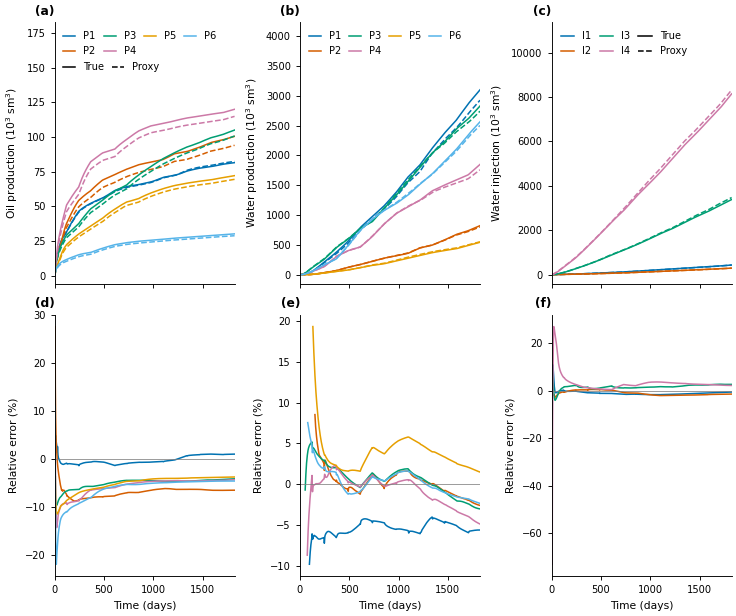 (a)
(b)
(c)
P1 P3 P5 P6
P2 P4
True Proxy
P1 P3 P5 P6
P2 P4
I1 I3 True
I2 I4 Proxy
Oil production (10³ sm³)
175
150
125
100
75
50
25
0
Water production (10³ sm³)
4000
3500
3000
2500
2000
1500
1000
500
0
Water injection (10³ sm³)
10000
8000
6000
4000
2000
0
(d)
(e)
(f)
Relative error (%)
30
20
10
0
−10
−20
0 500 1000 1500
Time (days)
Relative error (%)
20
15
10
5
0
−5
−10
0 500 1000 1500
Time (days)
Relative error (%)
20
0
−20
−40
−60
0 500 1000 1500
Time (days)